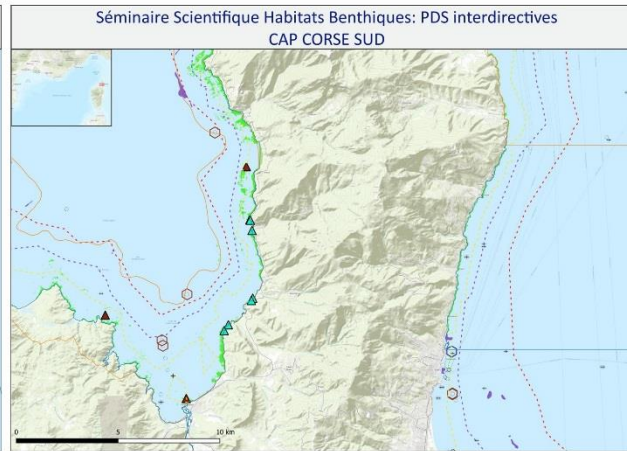 Séminaire Scientifique Habitats Benthiques: PDS interdirectives
CAP CORSE SUD
0 5 10 km